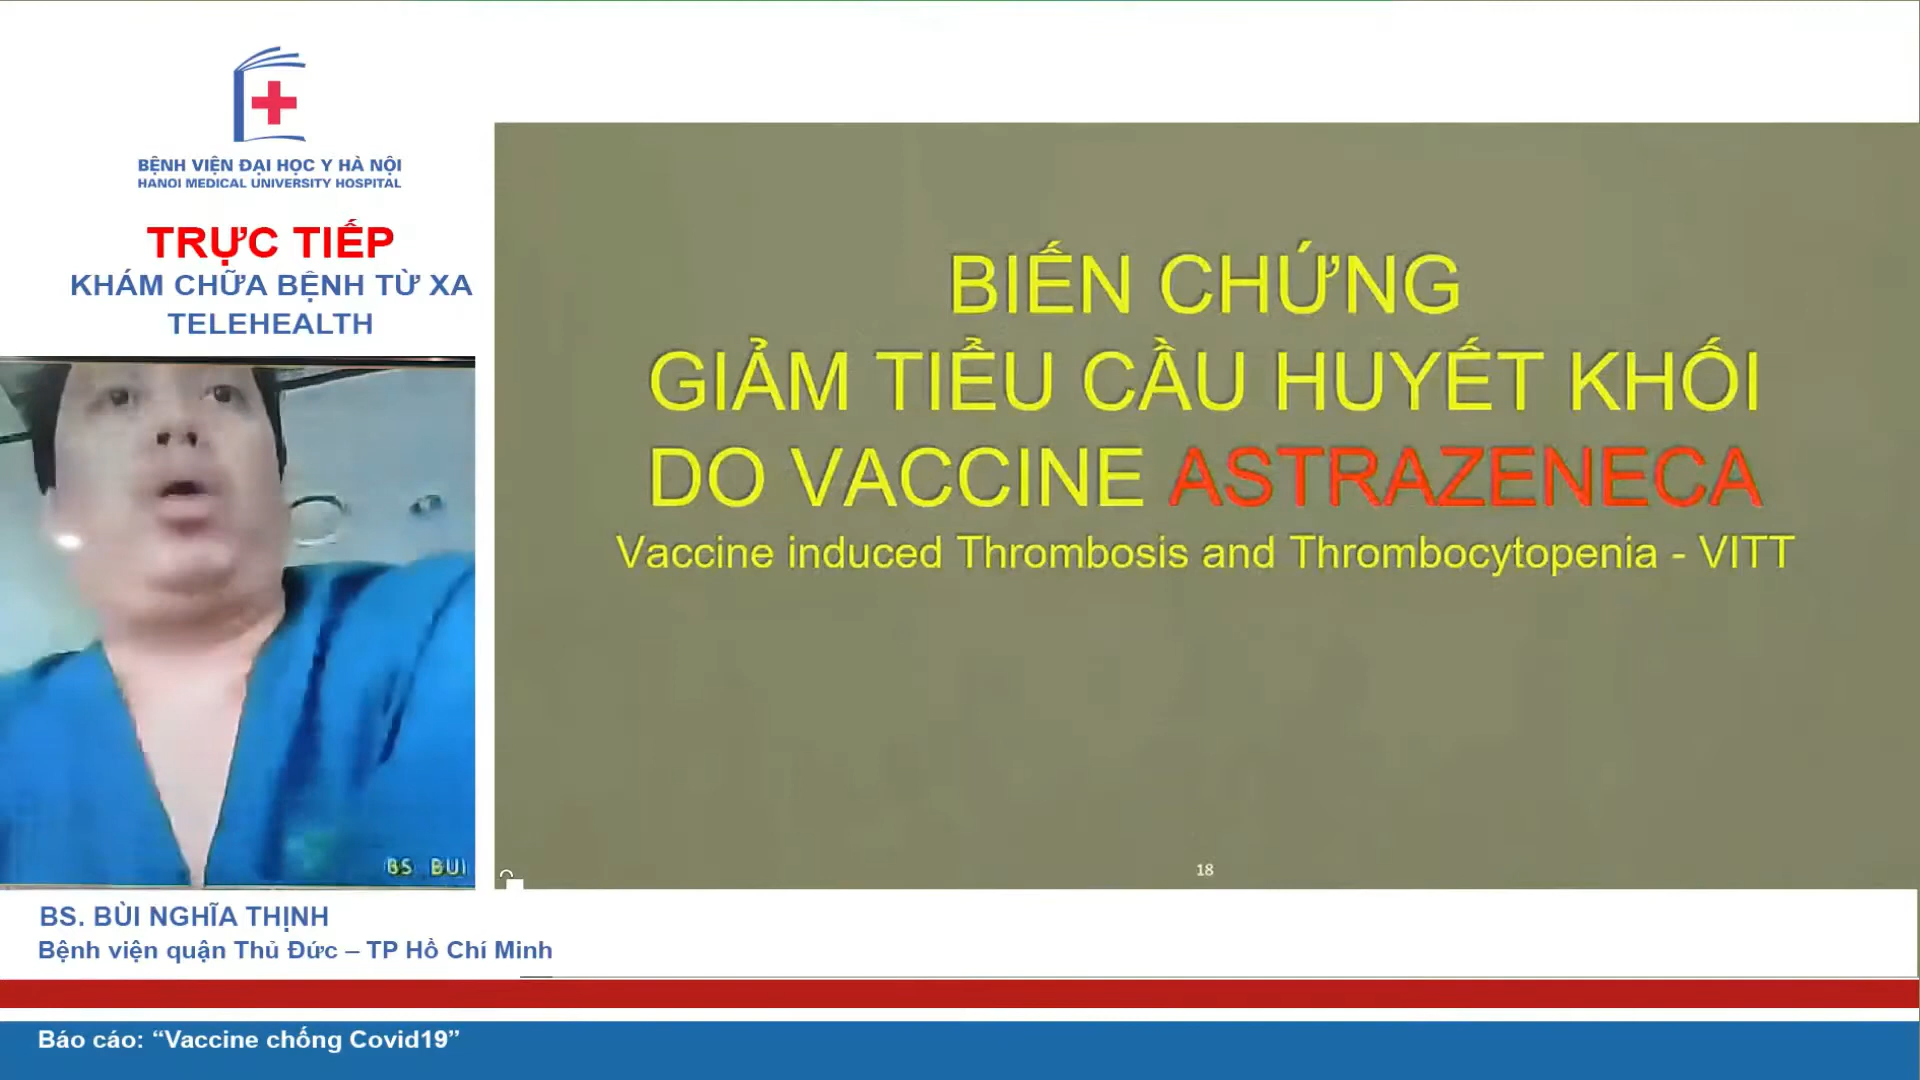 BỆNH VIỆN ĐẠI HỌC Y HÀ NỘI
HANOI MEDICAL UNIVERSITY HOSPITAL
TRỰC TIẾP
KHÁM CHỮA BỆNH TỪ XA
TELEHEALTH
BIẾN CHỨNG
GIẢM TIỂU CẦU HUYẾT KHỐI
DO VACCINE ASTRAZENECA
Vaccine induced Thrombosis and Thrombocytopenia - VITT
18
BS BUI
BS. BÙI NGHĨA THỊNH
Bệnh viện quận Thủ Đức – TP Hồ Chí Minh
Báo cáo: “Vaccine chống Covid19”